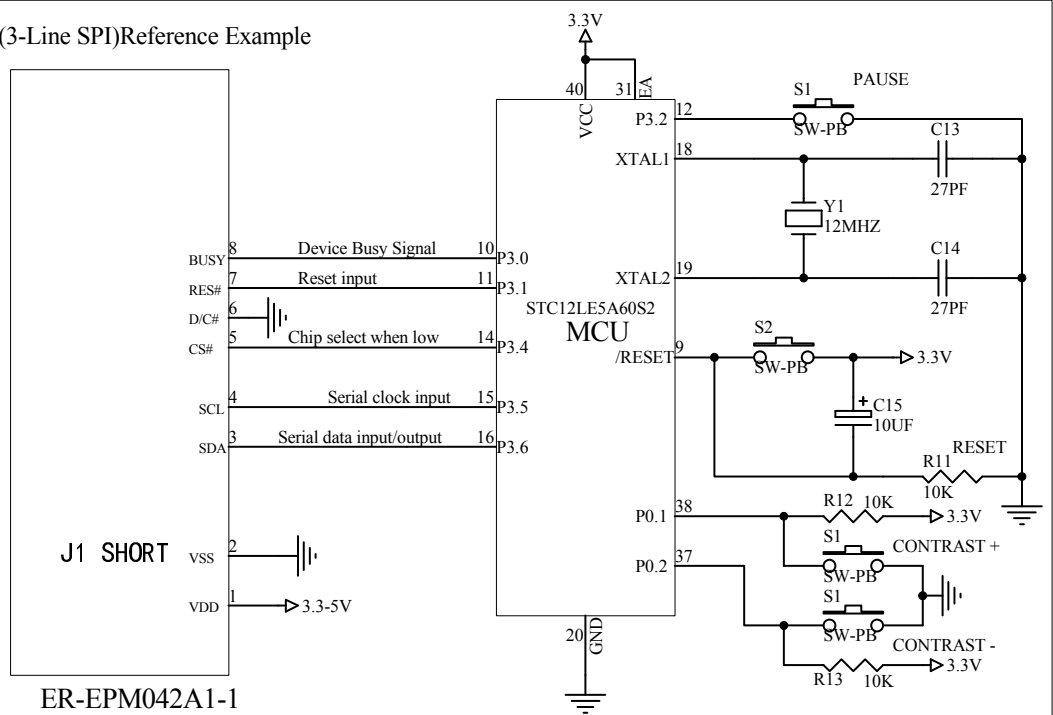 (3-Line SPI)Reference Example
3.3V
40
31
VCC
EA
P3.2
12
S1
PAUSE
SW-PB
XTAL1
18
C13
27PF
Y1
12MHZ
XTAL2
19
C14
27PF
BUSY
8
Device Busy Signal
10
P3.0
RES#
7
Reset input
11
P3.1
D/C#
6
CS#
5
Chip select when low
14
P3.4
SCL
4
Serial clock input
15
P3.5
SDA
3
Serial data input/output
16
P3.6
STC12LE5A60S2
MCU
/RESET
9
S2
SW-PB
3.3V
+
C15
10UF
RESET
R11
10K
P0.1
38
R12
10K
3.3V
S1
CONTRAST +
SW-PB
P0.2
37
S1
SW-PB
CONTRAST -
R13
10K
3.3V
J1 SHORT
VSS
2
VDD
1
3.3-5V
20
GND
ER-EPM042A1-1